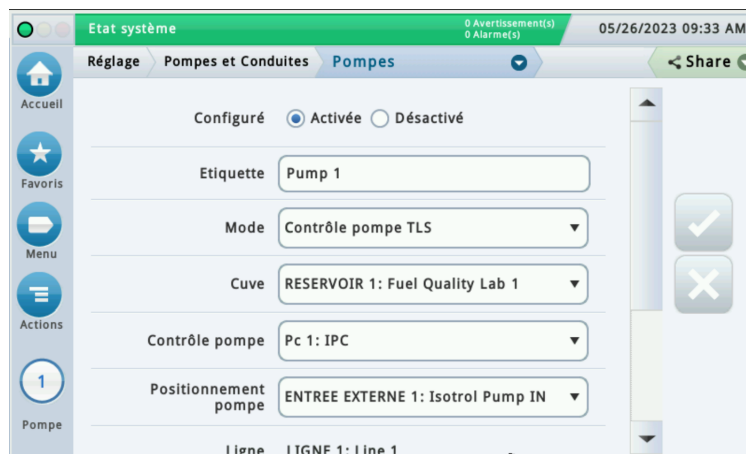 Etat système
0 Avertissement(s)
0 Alarme(s)
05/26/2023 09:33 AM
Réglage
Pompes et Conduites
Pompes
Share
Accueil
Favoris
Menu
Actions
1
Pompe
Configuré
Activée
Désactivé
Etiquette
Pump 1
Mode
Contrôle pompe TLS
Cuve
RESERVOIR 1: Fuel Quality Lab 1
Contrôle pompe
Pc 1: IPC
Positionnement
pompe
ENTREE EXTERNE 1: Isotrol Pump IN
Ligne
LIGNE 1: Line 1